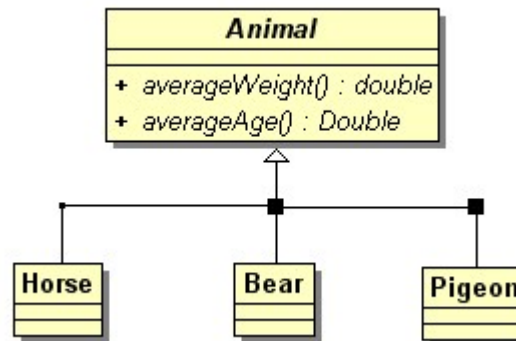 Animal
+ averageWeight() : double
+ averageAge() : Double
Horse
Bear
Pigeon